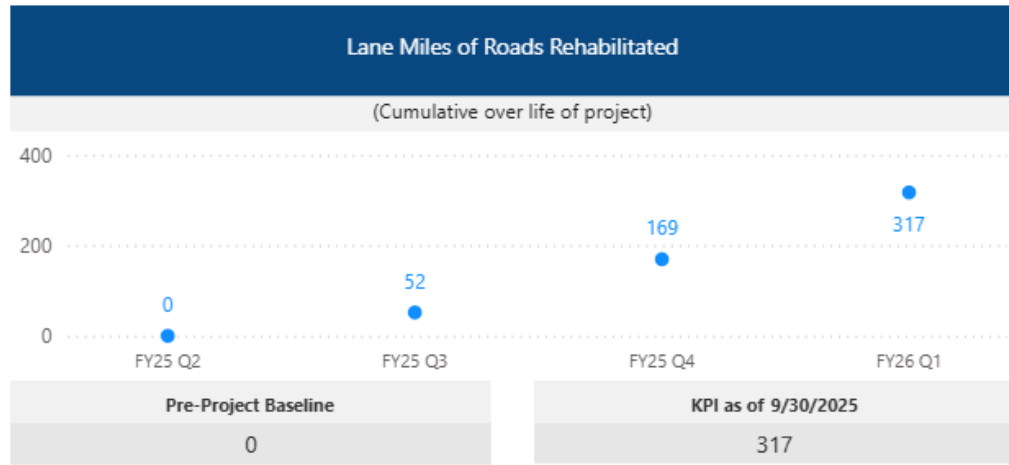 Lane Miles of Roads Rehabilitated
(Cumulative over life of project)
400
200
0
0
52
169
317
FY25 Q2 FY25 Q3 FY25 Q4 FY26 Q1
Pre-Project Baseline
0
KPI as of 9/30/2025
317